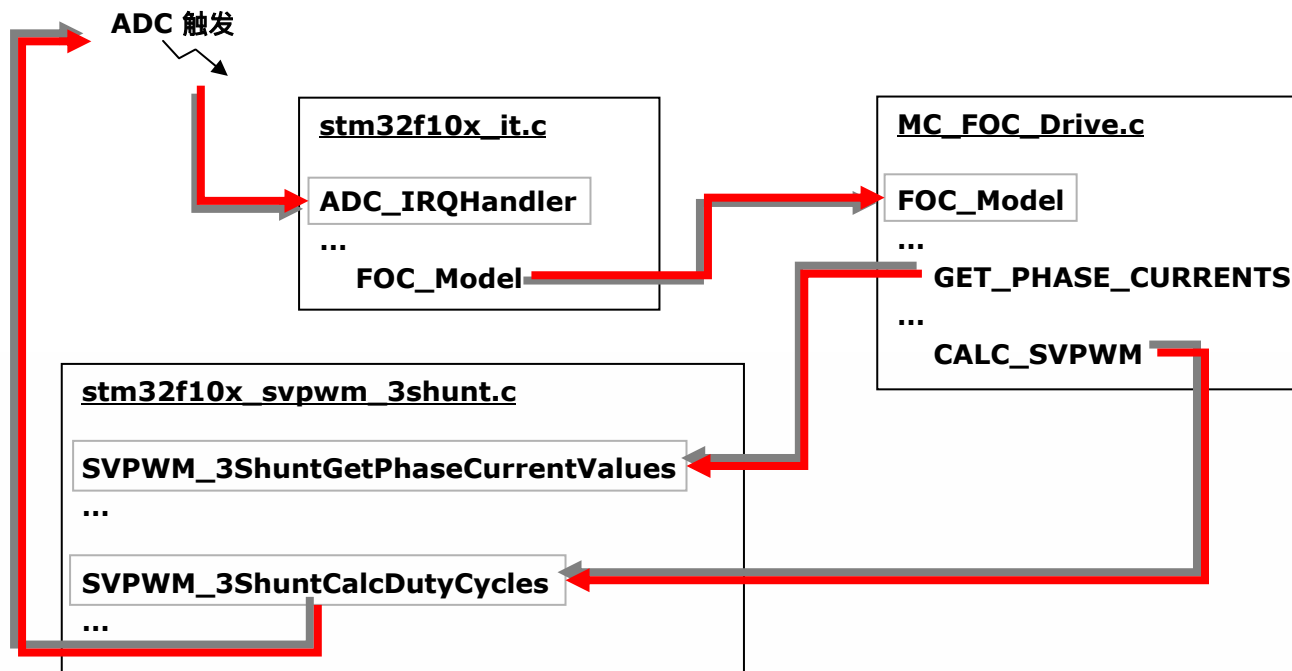 ADC 触发
stm32f10x_it.c
ADC_IRQHandler
...
FOC_Model
MC_FOC_Drive.c
FOC_Model
...
GET_PHASE_CURRENTS
...
CALC_SVPWM
stm32f10x_svpwm_3shunt.c
SVPWM_3ShuntGetPhaseCurrentValues
...
SVPWM_3ShuntCalcDutyCycles
...